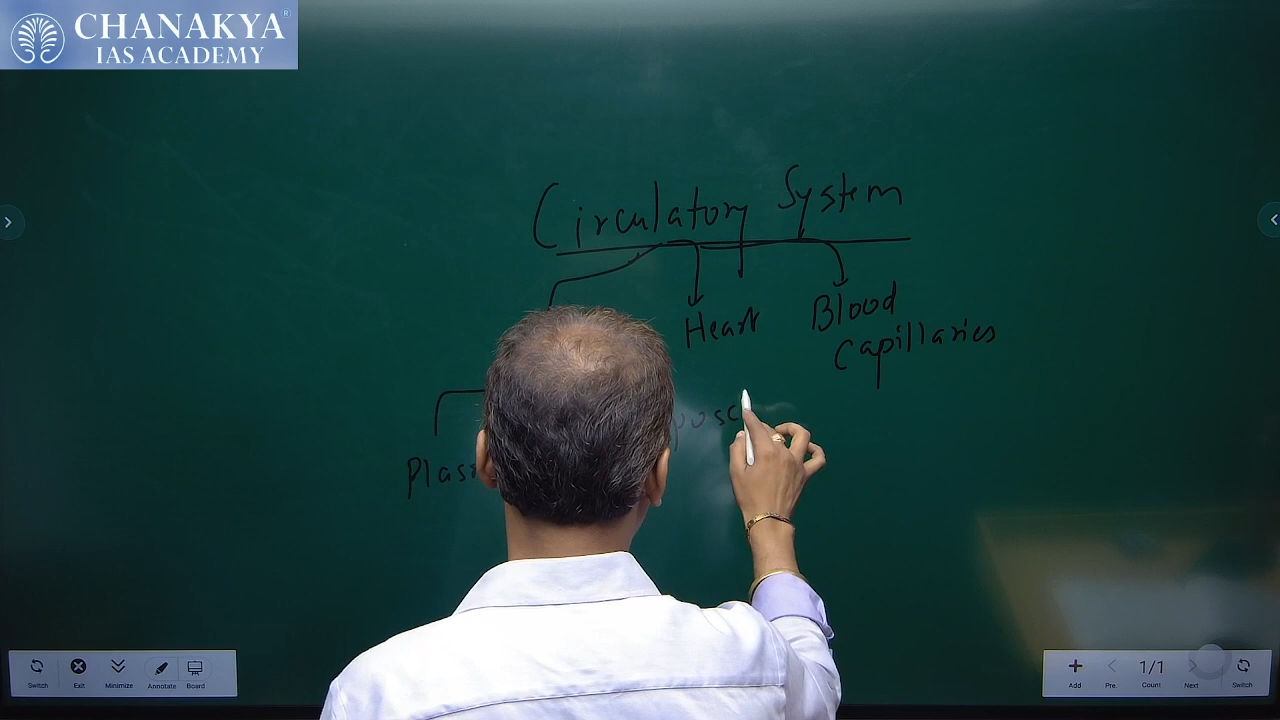 CHANAKYA
IAS ACADEMY
Circulatory System
Heart
Blood
Capillaries
Switch
Exit
Minimize
Annotate
Board
Add
Pre.
1/1
Count
Next
Switch